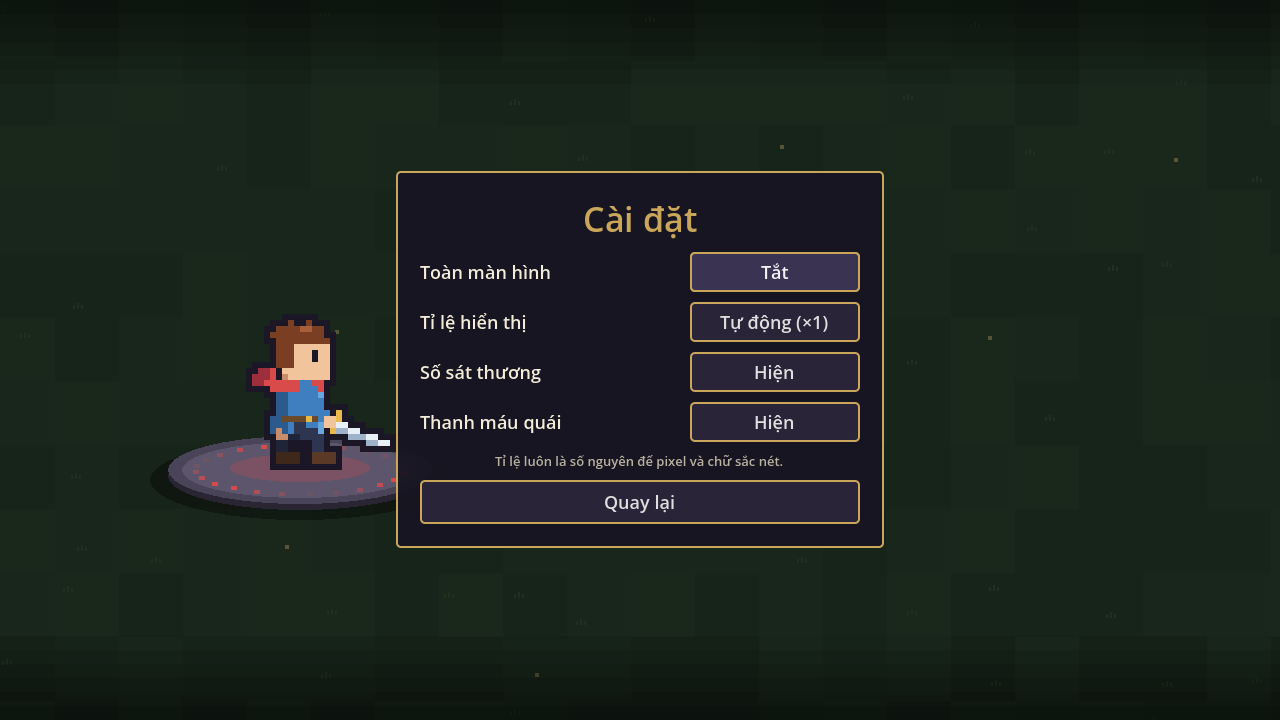 Cài đặt
Toàn màn hình Tắt
Tỉ lệ hiển thị Tự động (×1)
Số sát thương Hiện
Thanh máu quái Hiện
Tỉ lệ luôn là số nguyên để pixel và chữ sắc nét.
Quay lại